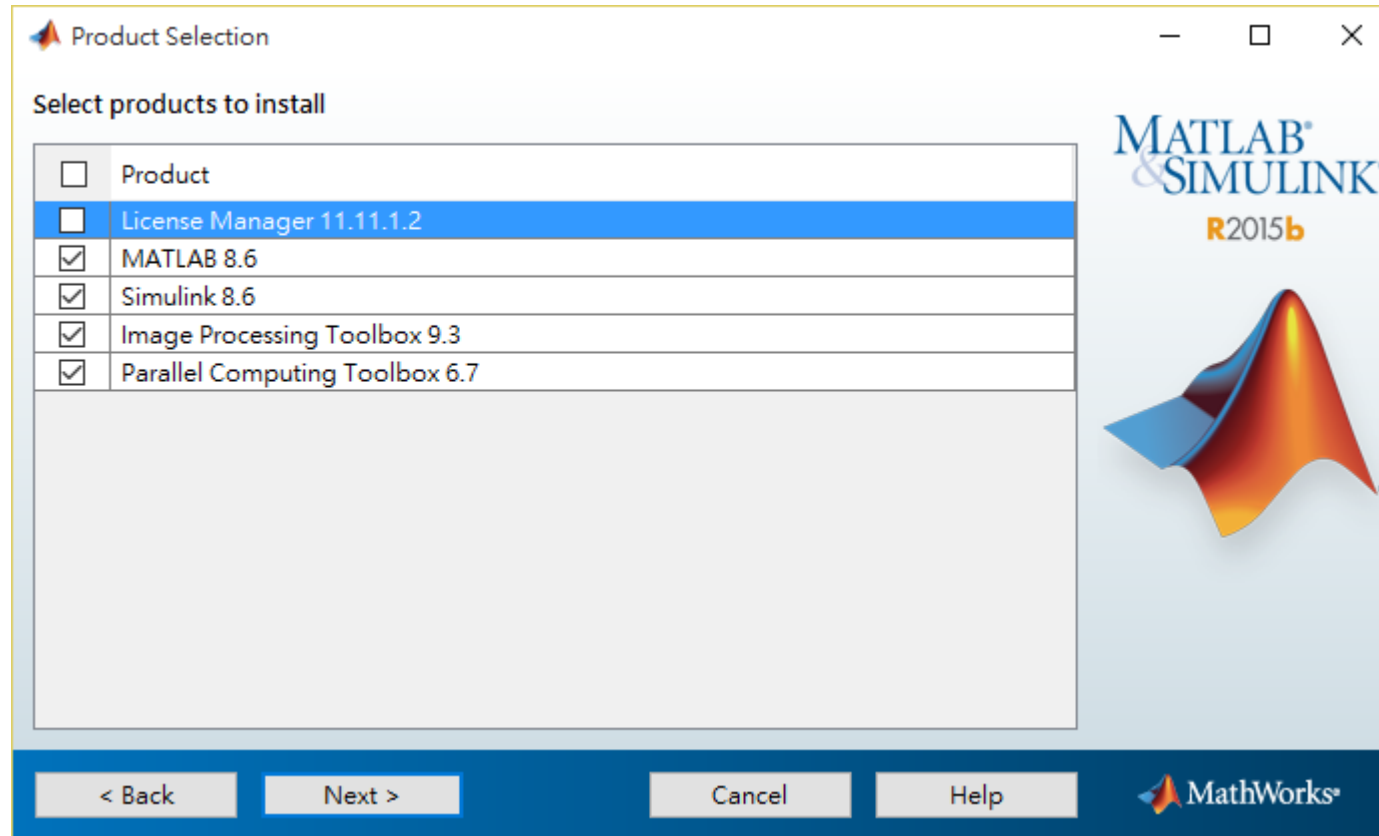 Product Selection
Select products to install
Product
License Manager 11.11.1.2
MATLAB 8.6
Simulink 8.6
Image Processing Toolbox 9.3
Parallel Computing Toolbox 6.7
MATLAB®
&SIMULINK®
R2015b
< Back
Next >
Cancel
Help
MathWorks®